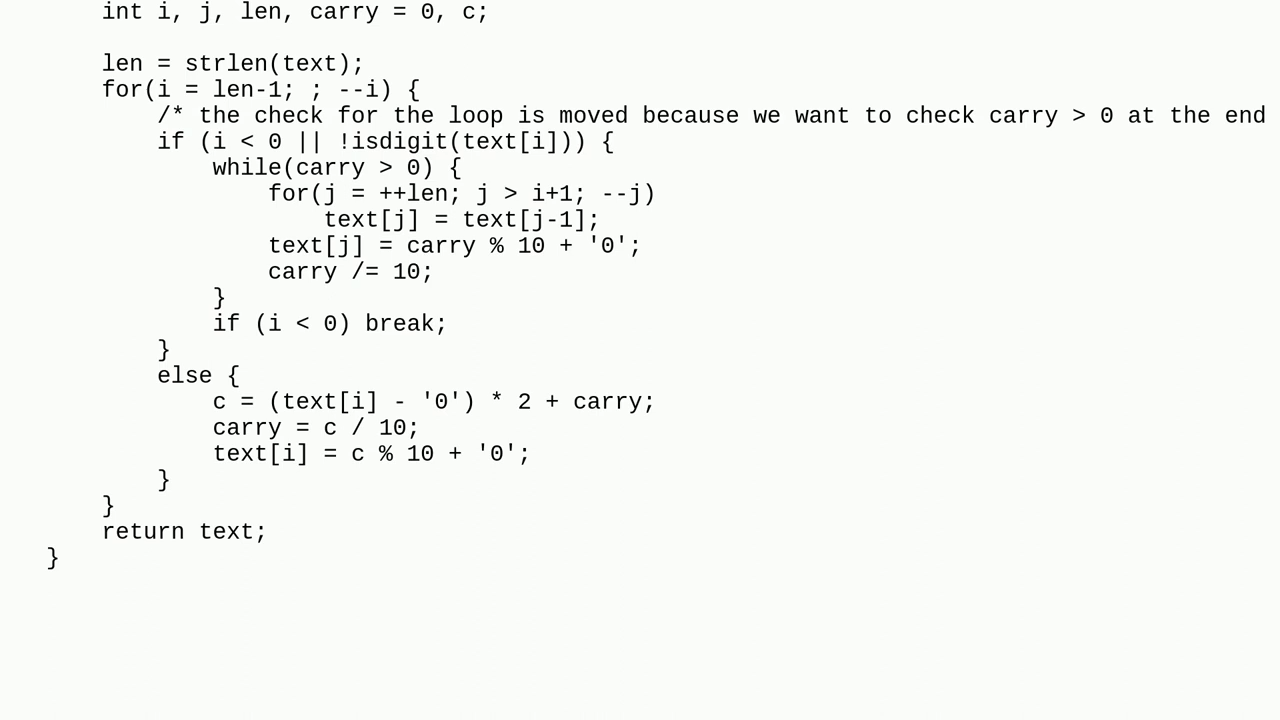 int i, j, len, carry = 0, c;
len = strlen(text);
for(i = len-1; ; --i) {
/* the check for the loop is moved because we want to check carry > 0 at the end
if (i < 0 || !isdigit(text[i])) {
while(carry > 0) {
for(j = ++len; j > i+1; --j)
text[j] = text[j-1];
text[j] = carry % 10 + '0';
carry /= 10;
}
if (i < 0) break;
}
else {
c = (text[i] - '0') * 2 + carry;
carry = c / 10;
text[i] = c % 10 + '0';
}
}
return text;
}